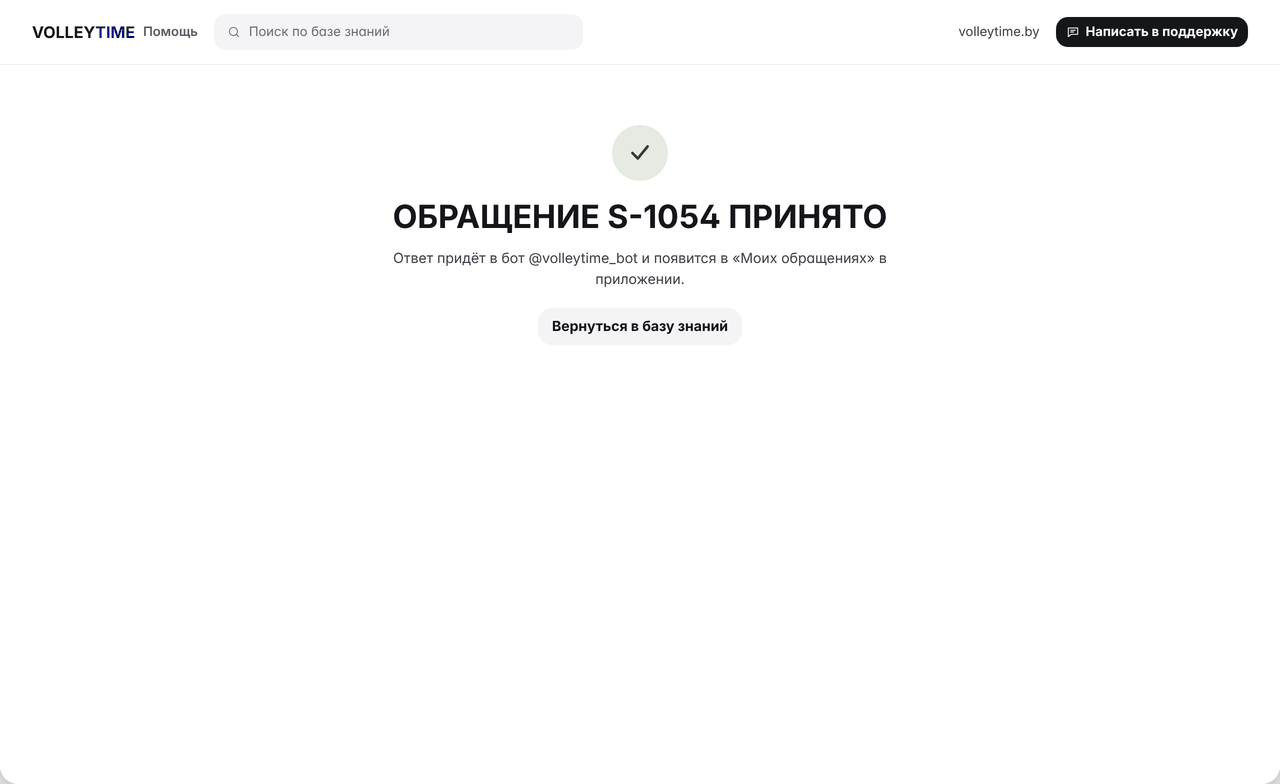 VOLLEYTIME Помощь Поиск по базе знаний volleytime.by Написать в поддержку
ОБРАЩЕНИЕ S-1054 ПРИНЯТО
Ответ придёт в бот @volleytime_bot и появится в «Моих обращениях» в
приложении.
Вернуться в базу знаний